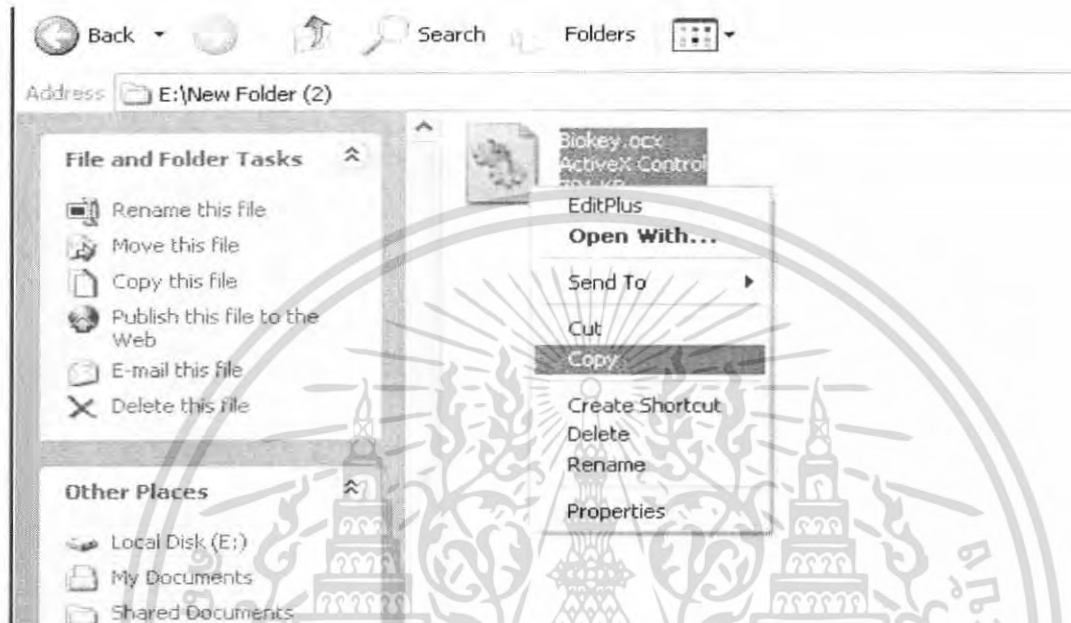 Back
Search
Folders
Address E:\New Folder (2)
File and Folder Tasks
Rename this file
Move this file
Copy this file
Publish this file to the
Web
E-mail this file
Delete this file
Other Places
Local Disk (E:)
My Documents
Shared Documents
Biokey.ocx
ActiveX Control
EditPlus
Open With...
Send To
Cut
Copy
Create Shortcut
Delete
Rename
Properties